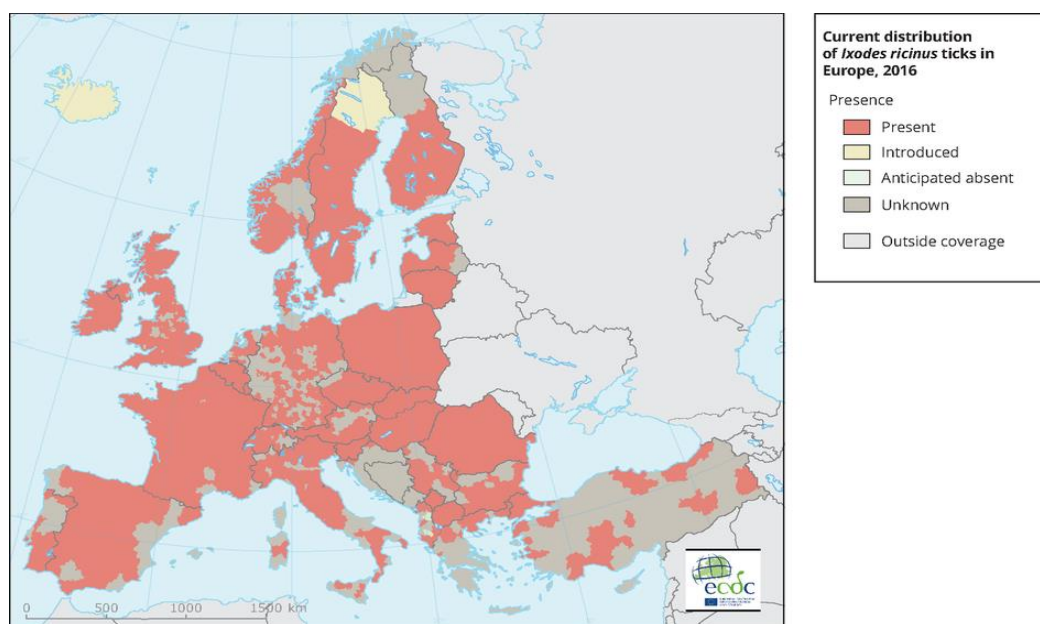 Current distribution
of Ixodes ricinus ticks in
Europe, 2016
Presence
Present
Introduced
Anticipated absent
Unknown
Outside coverage
ecdc
0 500 1000 1500 km